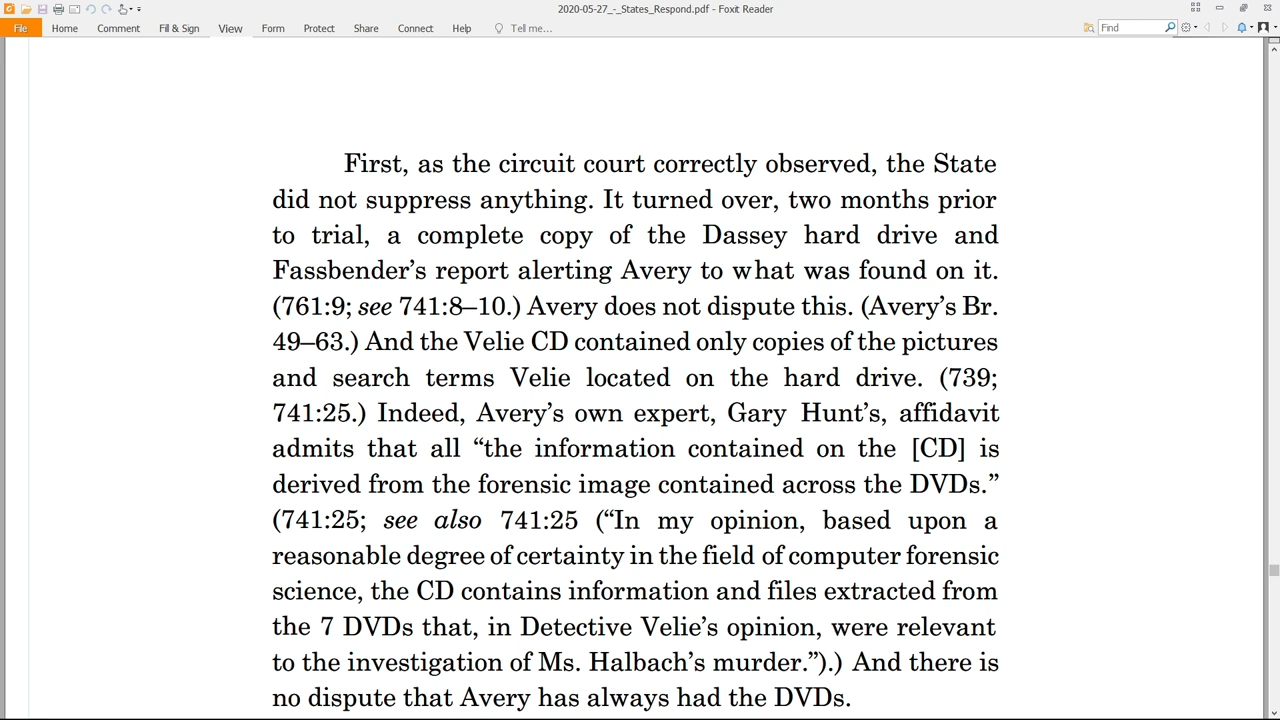 2020-05-27_-_States_Respond.pdf - Foxit Reader
File Home Comment Fill & Sign Protect View Form Protect Share Connect Help Tell me... Find
First, as the circuit court correctly observed, the State
did not suppress anything. It turned over, two months prior
to trial, a complete copy of the Dassey hard drive and
Fassbender's report alerting Avery to what was found on it.
(761:9; see 741:8–10.) Avery does not dispute this. (Avery's Br.
49–63.) And the Velie CD contained only copies of the pictures
and search terms Velie located on the hard drive. (739;
741:25.) Indeed, Avery's own expert, Gary Hunt's, affidavit
admits that all “the information contained on the [CD] is
derived from the forensic image contained across the DVDs.”
(741:25; see also 741:25 (“In my opinion, based upon a
reasonable degree of certainty in the field of computer forensic
science, the CD contains information and files extracted from
the 7 DVDs that, in Detective Velie's opinion, were relevant
to the investigation of Ms. Halbach's murder.”).) And there is
no dispute that Avery has always had the DVDs.